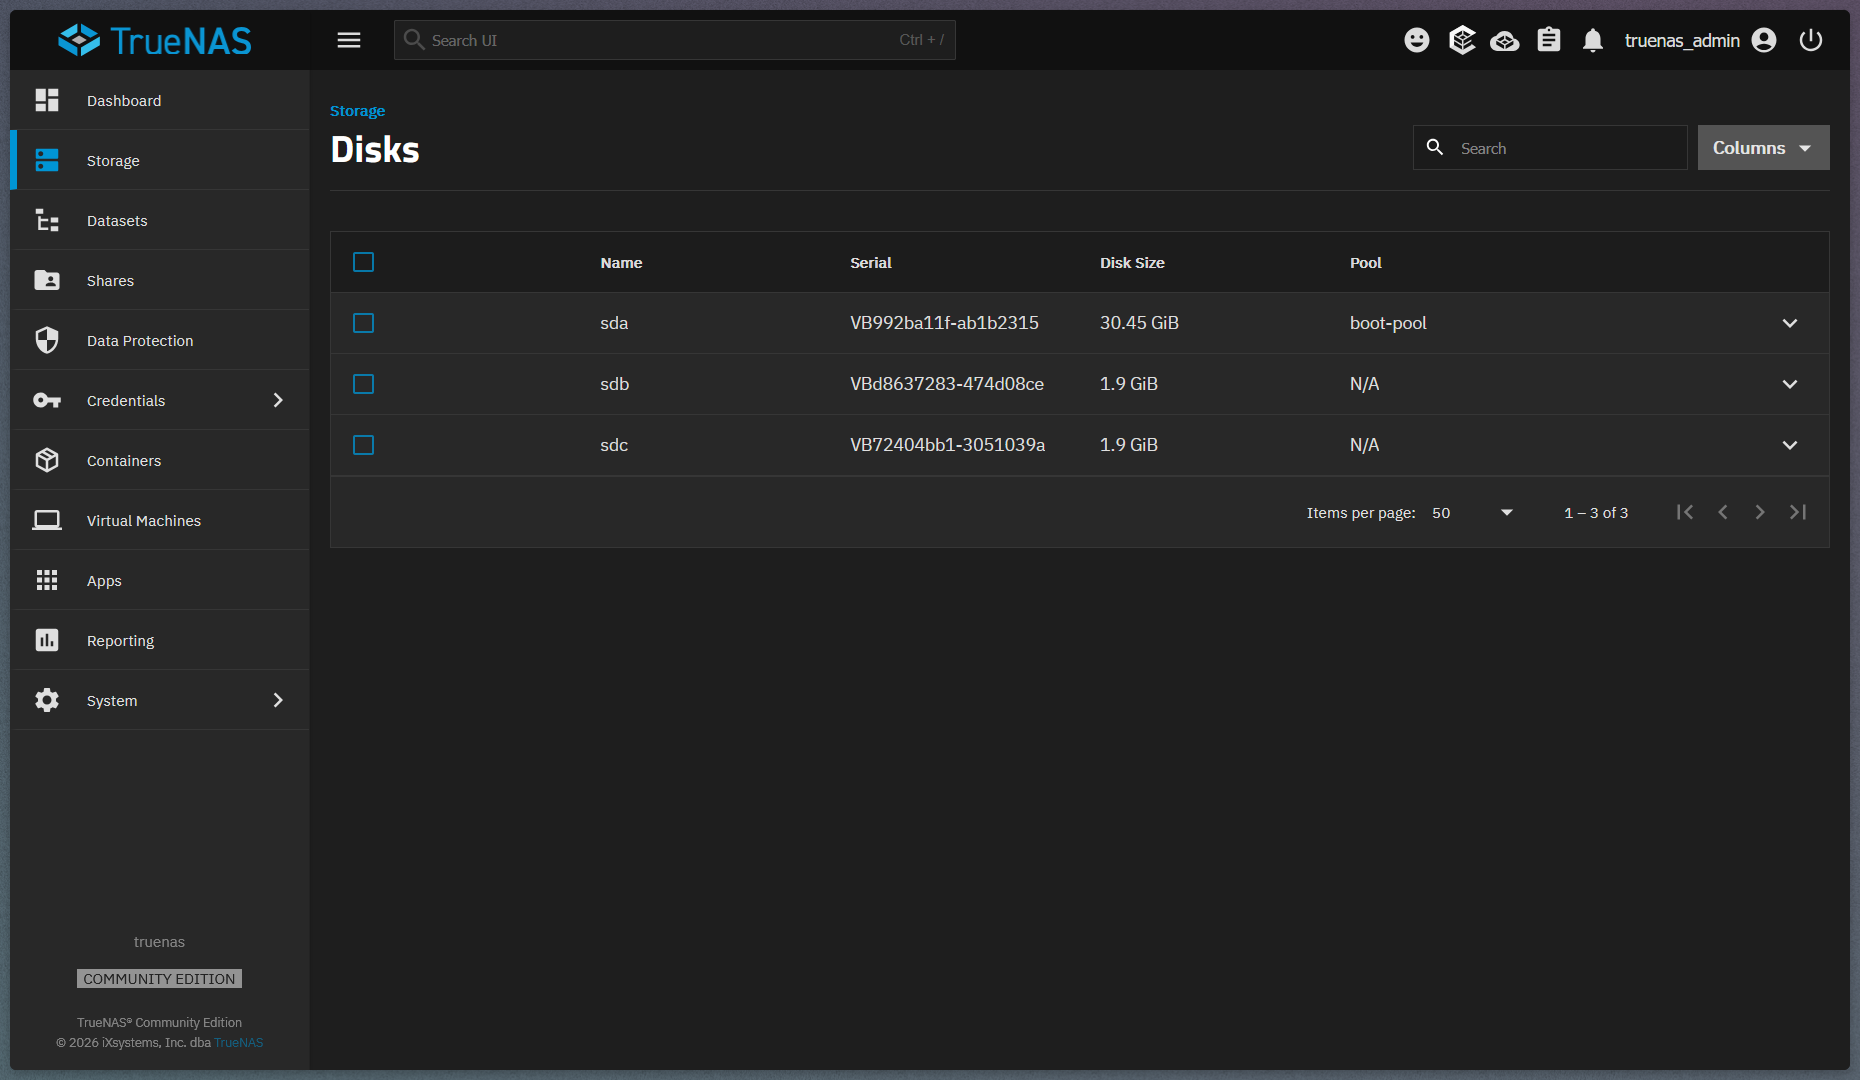 TrueNAS
Search UI
Ctrl + /
truenas_admin
Dashboard
Storage
Datasets
Shares
Data Protection
Credentials
Containers
Virtual Machines
Apps
Reporting
System
truenas
COMMUNITY EDITION
TrueNAS® Community Edition
© 2026 iXsystems, Inc. dba TrueNAS
Storage
Disks
Search
Columns
Name Serial Disk Size Pool
sda VB992ba11f-ab1b2315 30.45 GiB boot-pool
sdb VBd8637283-474d08ce 1.9 GiB N/A
sdc VB72404bb1-3051039a 1.9 GiB N/A
Items per page: 50 1 – 3 of 3